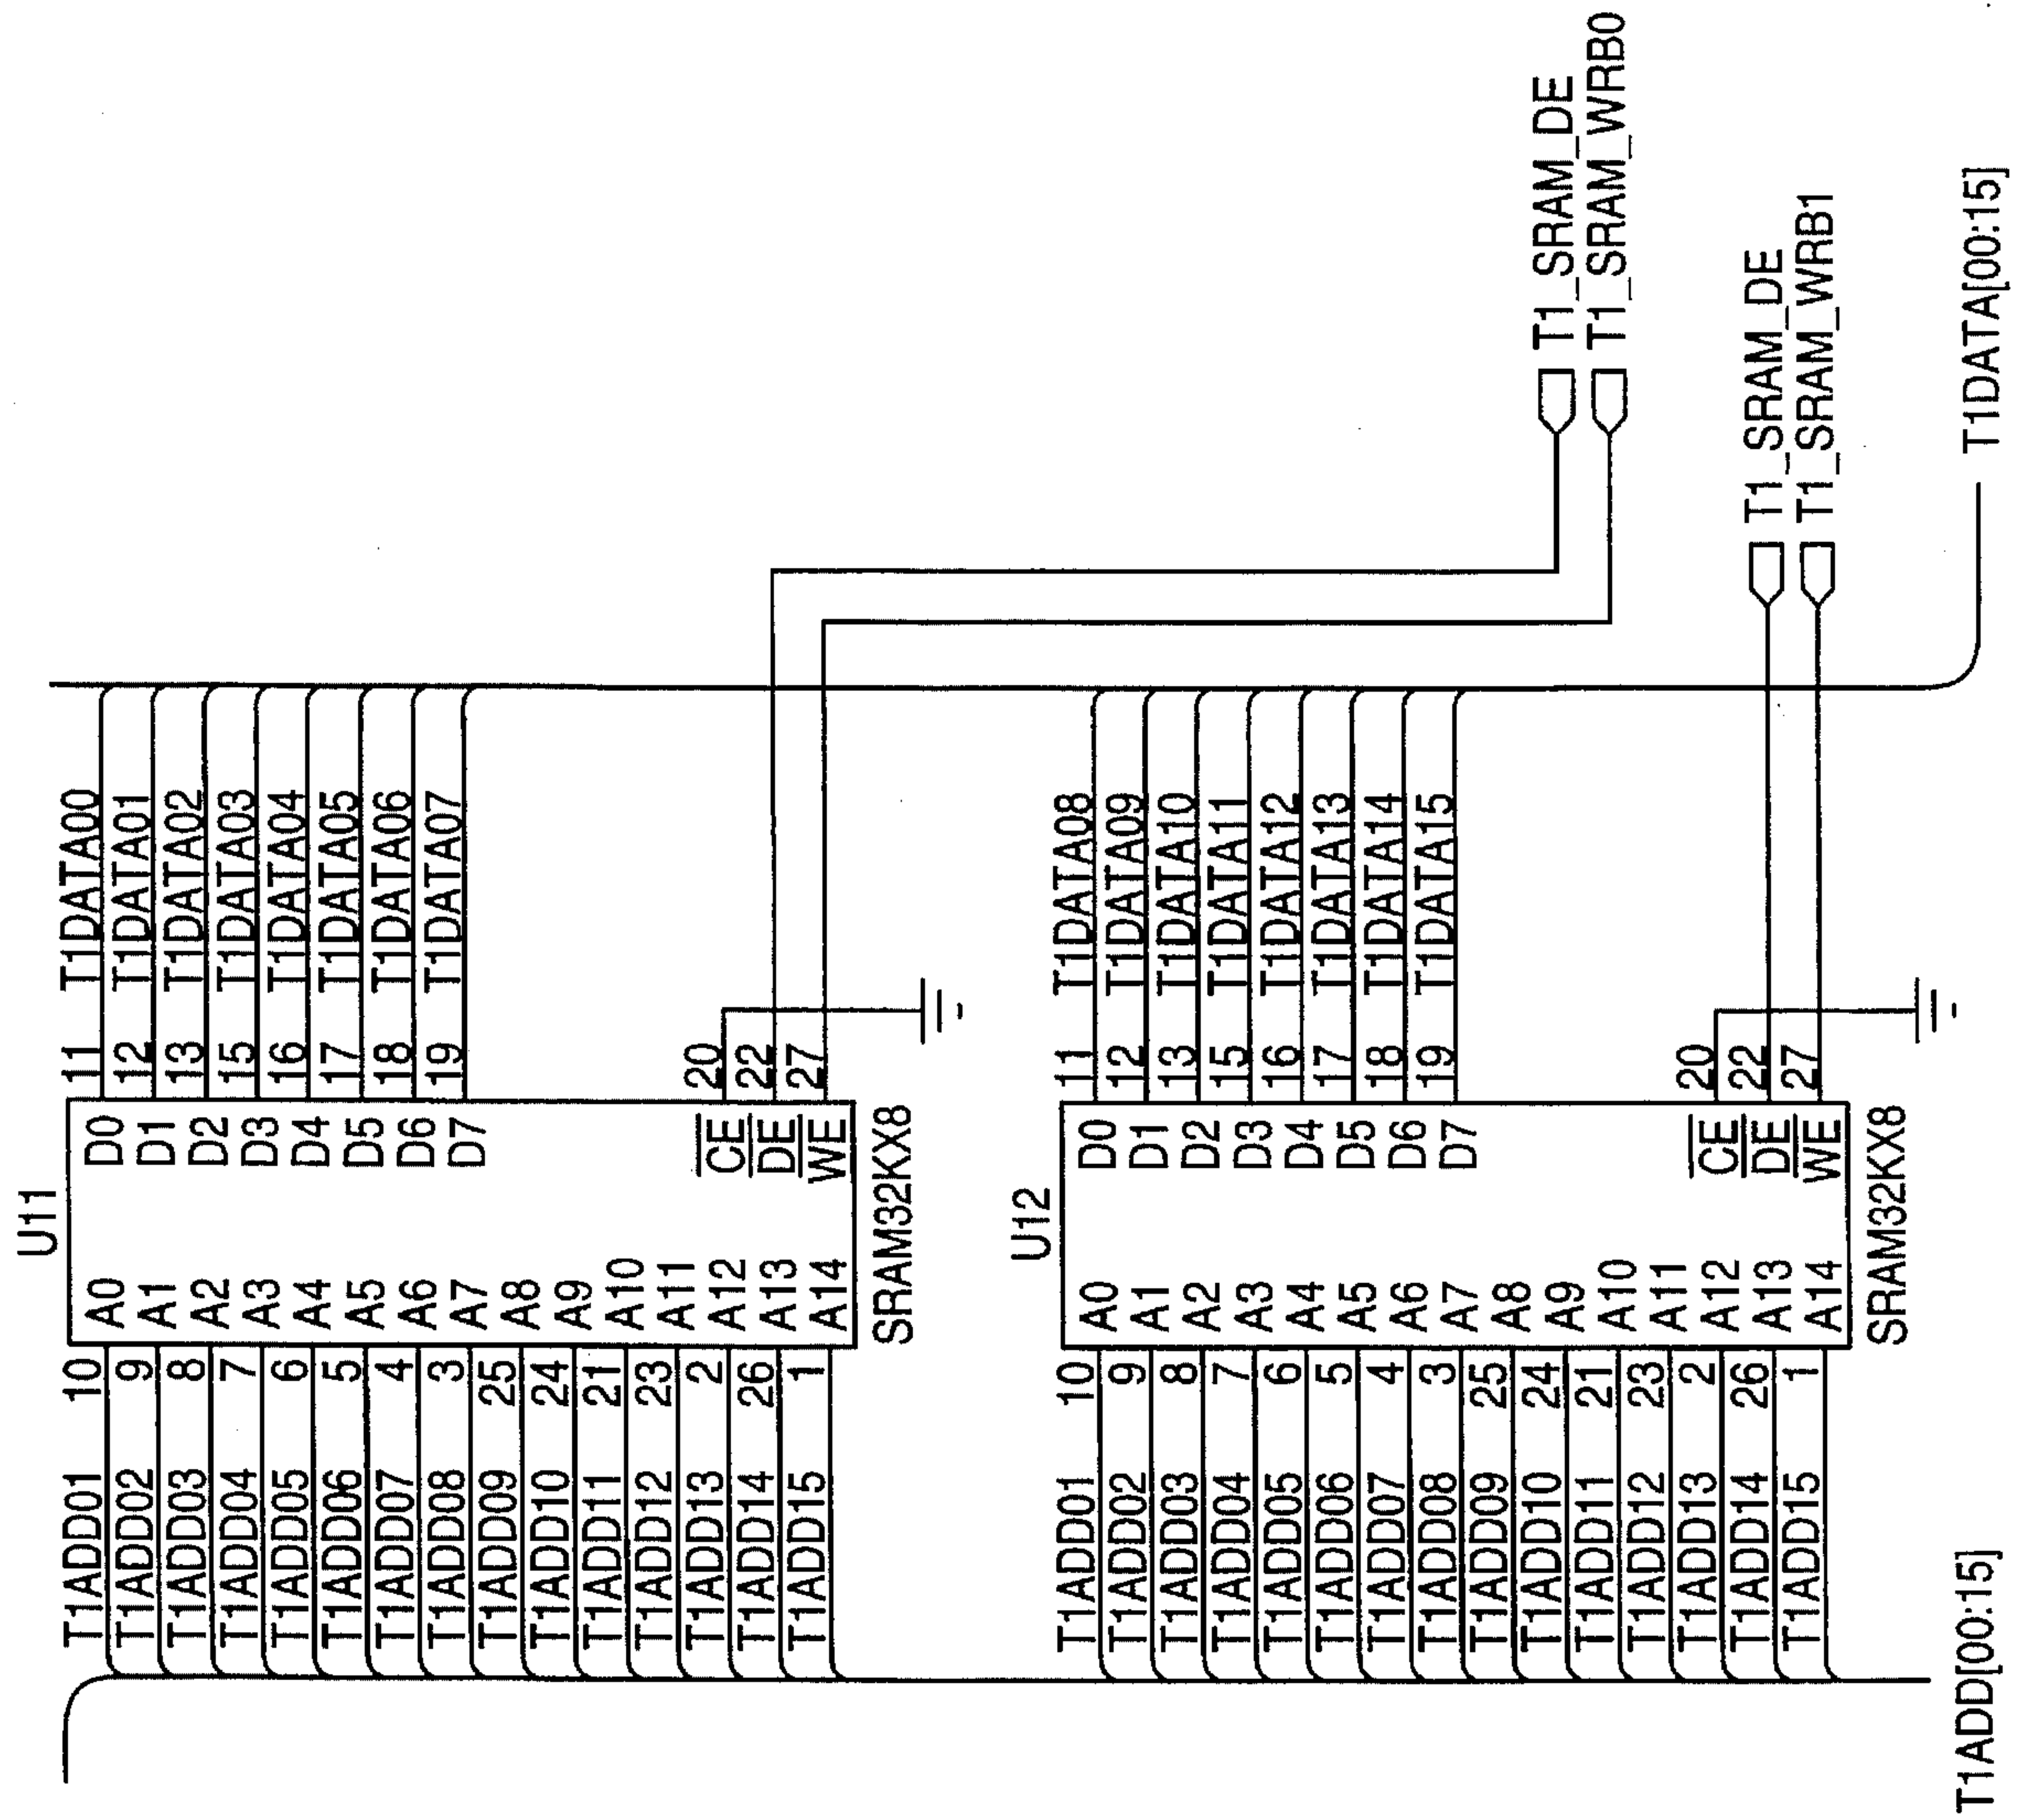 U11
T1ADD01 10 A0 D0 11 T1DATA00
T1ADD02 9 A1 D1 12 T1DATA01
T1ADD03 8 A2 D2 13 T1DATA02
T1ADD04 7 A3 D3 15 T1DATA03
T1ADD05 6 A4 D4 16 T1DATA04
T1ADD06 5 A5 D5 17 T1DATA05
T1ADD07 4 A6 D6 18 T1DATA06
T1ADD08 3 A7 D7 19 T1DATA07
T1ADD09 25 A8
T1ADD10 24 A9
T1ADD11 21 A10
T1ADD12 23 A11
T1ADD13 2 A12 CE 20
T1ADD14 26 A13 DE 22
T1ADD15 1 A14 WE 27
SRAM32KX8
U12
T1ADD01 10 A0 D0 11 T1DATA08
T1ADD02 9 A1 D1 12 T1DATA09
T1ADD03 8 A2 D2 13 T1DATA10
T1ADD04 7 A3 D3 15 T1DATA11
T1ADD05 6 A4 D4 16 T1DATA12
T1ADD06 5 A5 D5 17 T1DATA13
T1ADD07 4 A6 D6 18 T1DATA14
T1ADD08 3 A7 D7 19 T1DATA15
T1ADD09 25 A8
T1ADD10 24 A9
T1ADD11 21 A10
T1ADD12 23 A11
T1ADD13 2 A12 CE 20
T1ADD14 26 A13 DE 22
T1ADD15 1 A14 WE 27
SRAM32KX8
T1_SRAM_DE
T1_SRAM_WRB0
T1_SRAM_DE
T1_SRAM_WRB1
T1ADD[00:15]
T1DATA[00:15]